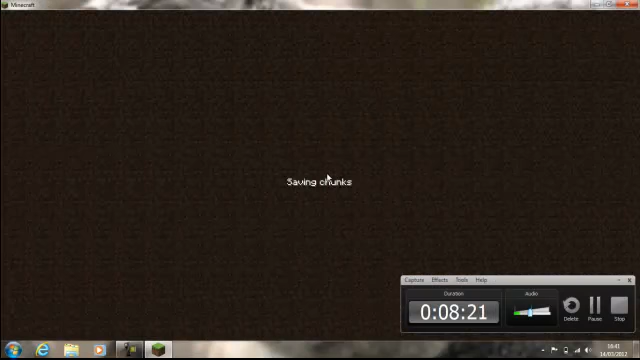 Minecraft
Saving chunks
Capture Effects Tools Help
Duration
Audio
0:08:21
Delete
Pause
Stop
16:41
14/03/2012